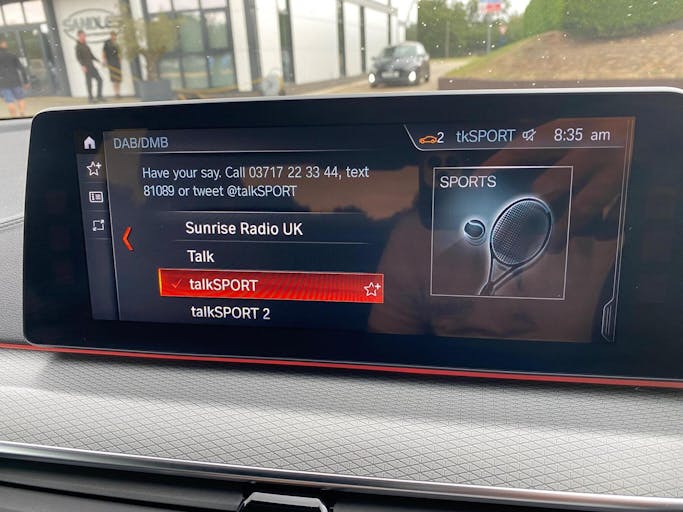 SANDLES
DAB/DMB
2 tkSPORT 8:35 am
Have your say. Call 03717 22 33 44, text
81089 or tweet @talkSPORT
SPORTS
Sunrise Radio UK
Talk
talkSPORT
talkSPORT 2